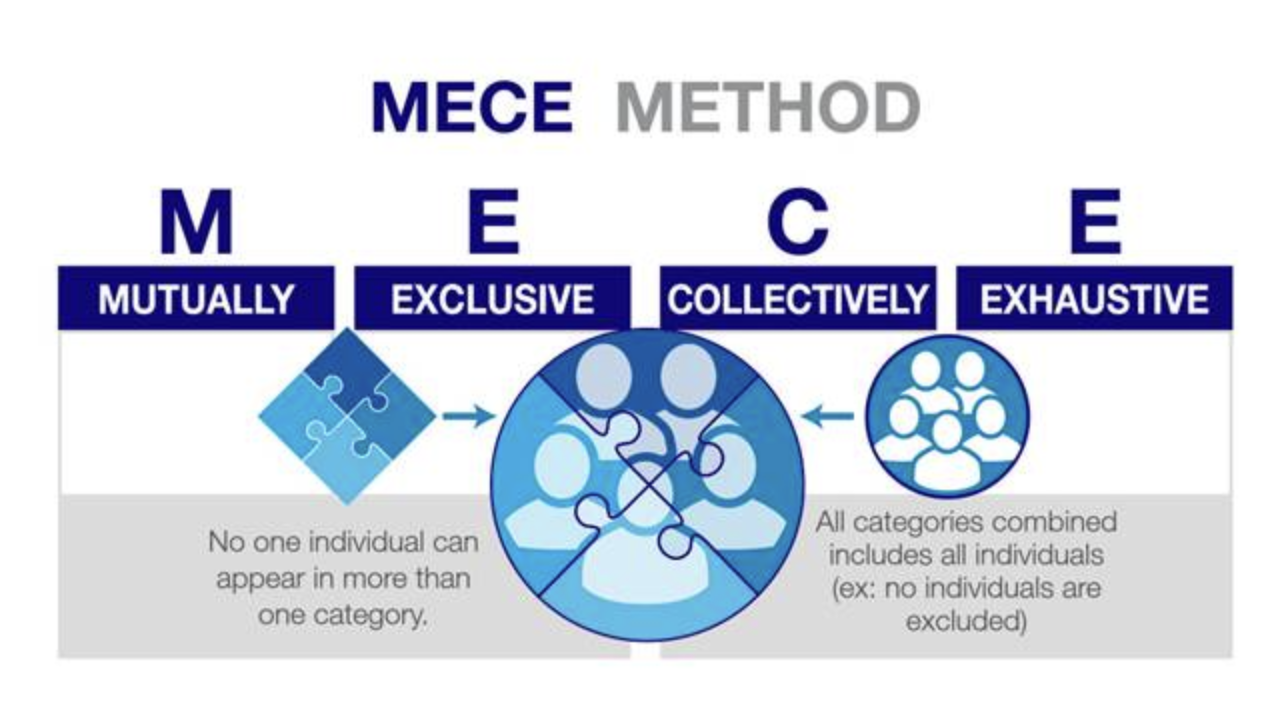 MECE METHOD
M E C E
MUTUALLY EXCLUSIVE COLLECTIVELY EXHAUSTIVE
No one individual can
appear in more than
one category.
All categories combined
includes all individuals
(ex: no individuals are
excluded)